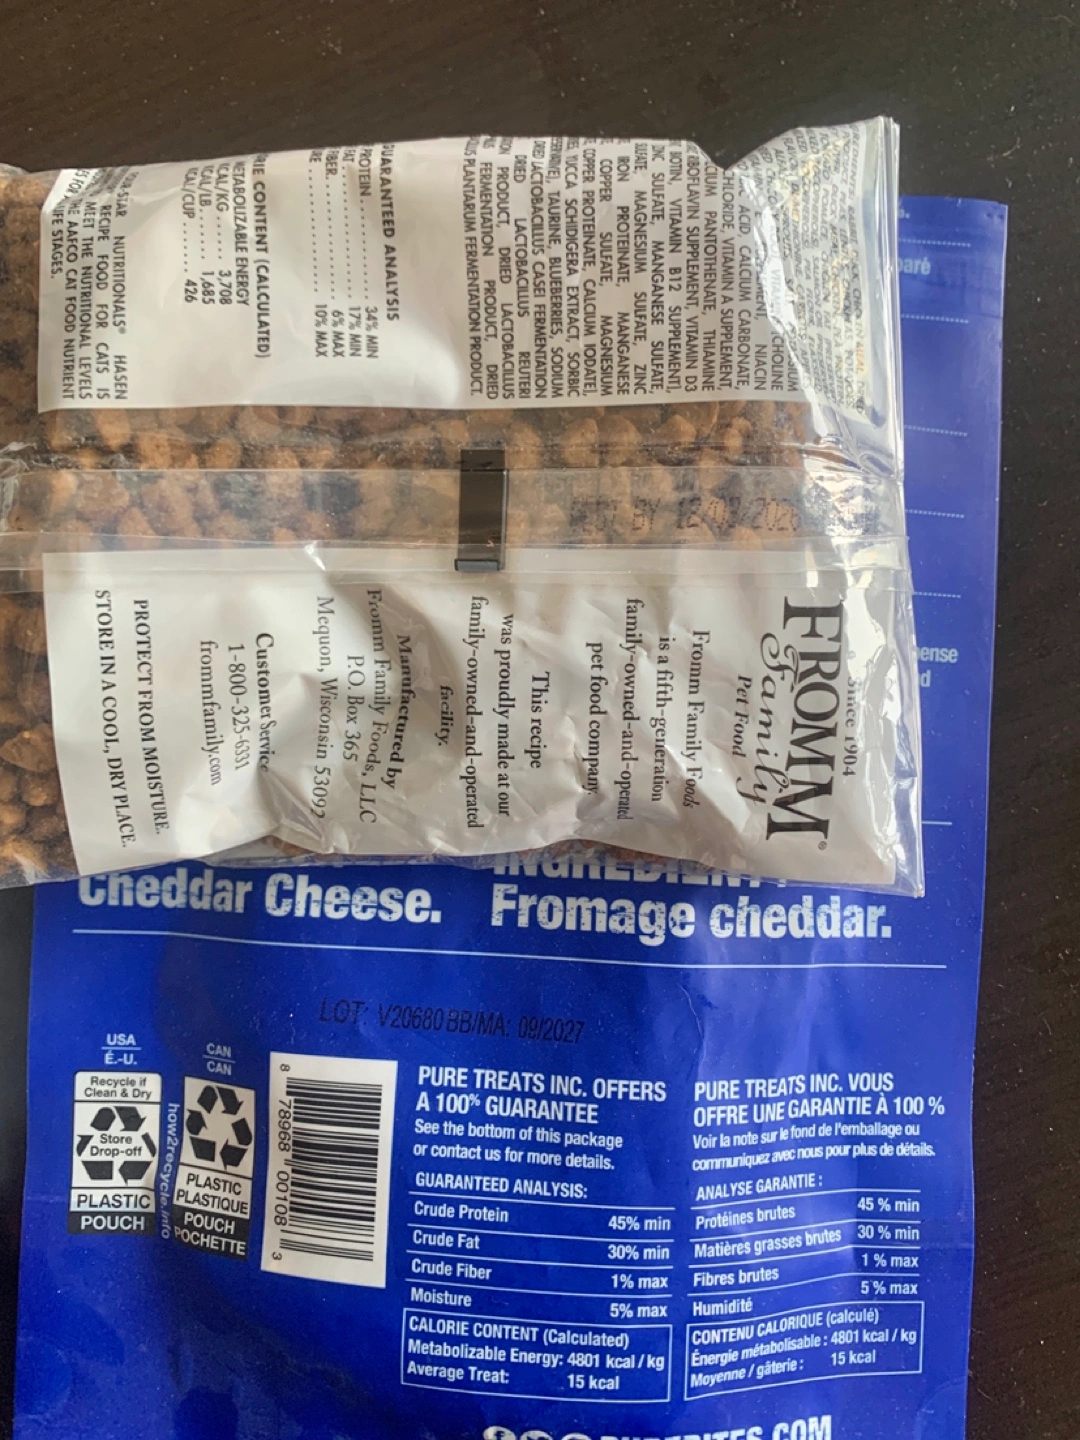 CHOLINE
NIACIN
ACID, CALCIUM CARBONATE,
PANTOTHENATE, THIAMINE
VITAMIN A SUPPLEMENT,
SUPPLEMENT, VITAMIN D3
BIOTIN, VITAMIN B12 SUPPLEMENT],
SULFATE, MANGANESE SULFATE,
MAGNESIUM SULFATE, ZINC
IRON PROTEINATE, MANGANESE
COPPER SULFATE, MAGNESIUM
COPPER PROTEINATE, CALCIUM IODATE],
YUCCA SCHIDIGERA EXTRACT, SORBIC
TAURINE, BLUEBERRIES, SODIUM
DRIED LACTOBACILLUS CASEI FERMENTATION
DRIED LACTOBACILLUS REUTERI
PRODUCT, DRIED LACTOBACILLUS
FERMENTATION PRODUCT, DRIED
PLANTARUM FERMENTATION PRODUCT.
GUARANTEED ANALYSIS
PROTEIN 34% MIN
17% MIN
6% MAX
10% MAX
CONTENT (CALCULATED)
METABOLIZABLE ENERGY
KCAL/KG 3,708
1,685
KCAL/CUP 426
NUTRITIONALS® HASEN
RECIPE FOOD FOR CATS IS
MEET THE NUTRITIONAL LEVELS
AAFCO CAT FOOD NUTRIENT
LIFE STAGES.
Since 1904
FROMM®
Family
Pet Food
Fromm Family Foods
is a fifth-generation
family-owned-and-operated
pet food company.
This recipe
was proudly made at our
family-owned-and-operated
facility.
Manufactured by
Fromm Family Foods, LLC
P.O. Box 365
Mequon, Wisconsin 53092
Customer Service
1-800-325-6331
frommfamily.com
PROTECT FROM MOISTURE.
STORE IN A COOL, DRY PLACE.
Cheddar Cheese.
Fromage cheddar.
LOT: V20680 BB/MA: 09/2027
USA
É.-U.
Recycle if
Clean & Dry
Store
Drop-off
PLASTIC
POUCH
how2recycle.info
CAN
CAN
PLASTIC
PLASTIQUE
POUCH
POCHETTE
8 78968 00108 3
PURE TREATS INC. OFFERS
A 100% GUARANTEE
See the bottom of this package
or contact us for more details.
GUARANTEED ANALYSIS:
Crude Protein 45% min
Crude Fat 30% min
Crude Fiber 1% max
Moisture 5% max
CALORIE CONTENT (Calculated)
Metabolizable Energy: 4801 kcal / kg
Average Treat: 15 kcal
PURE TREATS INC. VOUS
OFFRE UNE GARANTIE À 100 %
Voir la note sur le fond de l'emballage ou
communiquez avec nous pour plus de détails.
ANALYSE GARANTIE :
Protéines brutes 45 % min
Matières grasses brutes 30 % min
Fibres brutes 1 % max
Humidité 5 % max
CONTENU CALORIQUE (calculé)
Énergie métabolisable : 4801 kcal / kg
Moyenne / gâterie : 15 kcal